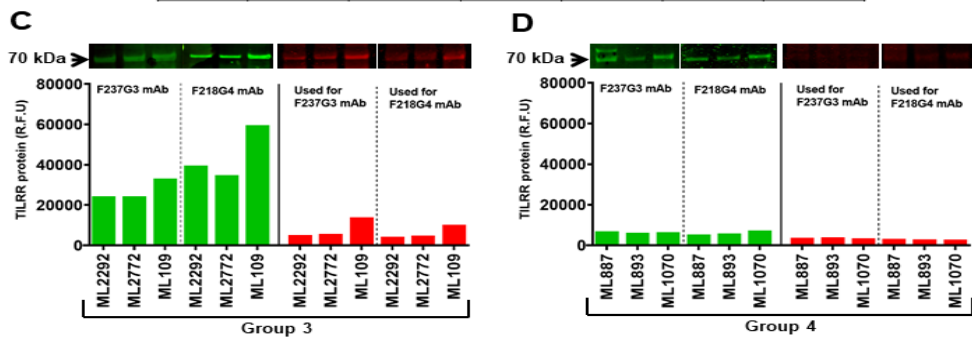 C
70 kDa
80000
60000
40000
20000
0
TILRR protein (R.F.U)
F237G3 mAb
F218G4 mAb
Used for
F237G3 mAb
Used for
F218G4 mAb
ML2292
ML2772
ML109
ML2292
ML2772
ML109
ML2292
ML2772
ML109
ML2292
ML2772
ML109
Group 3
D
70 kDa
80000
60000
40000
20000
0
TILRR protein (R.F.U)
F237G3 mAb
F218G4 mAb
Used for
F237G3 mAb
Used for
F218G4 mAb
ML887
ML893
ML1070
ML887
ML893
ML1070
ML887
ML893
ML1070
ML887
ML893
ML1070
Group 4